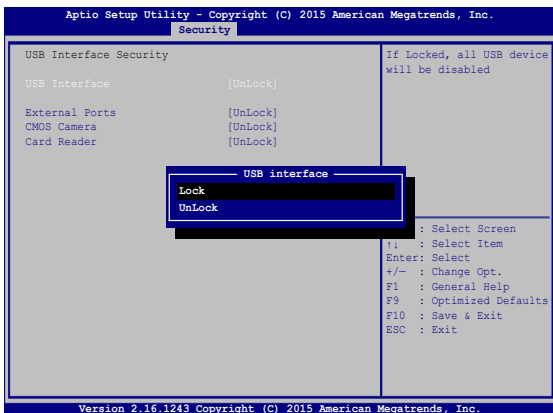 Aptio Setup Utility - Copyright (C) 2015 American Megatrends, Inc.
Security
USB Interface Security
USB Interface [UnLock]
External Ports [UnLock]
CMOS Camera [UnLock]
Card Reader [UnLock]
If Locked, all USB device
will be disabled
USB interface
Lock
UnLock
: Select Screen
↑↓ : Select Item
Enter: Select
+/— : Change Opt.
F1 : General Help
F9 : Optimized Defaults
F10 : Save & Exit
ESC : Exit
Version 2.16.1243 Copyright (C) 2015 American Megatrends, Inc.